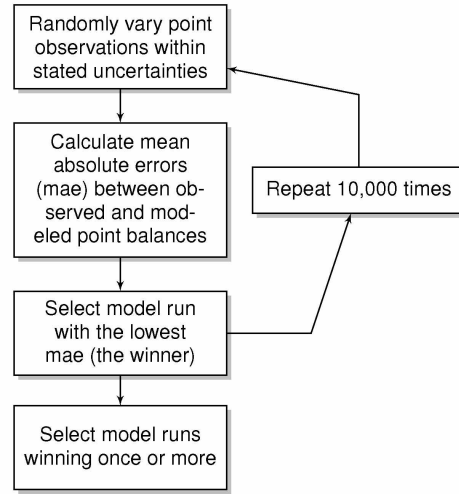 Randomly vary point
observations within
stated uncertainties
Calculate mean
absolute errors
(mae) between ob-
served and mod-
eled point balances
Repeat 10,000 times
Select model run
with the lowest
mae (the winner)
Select model runs
winning once or more